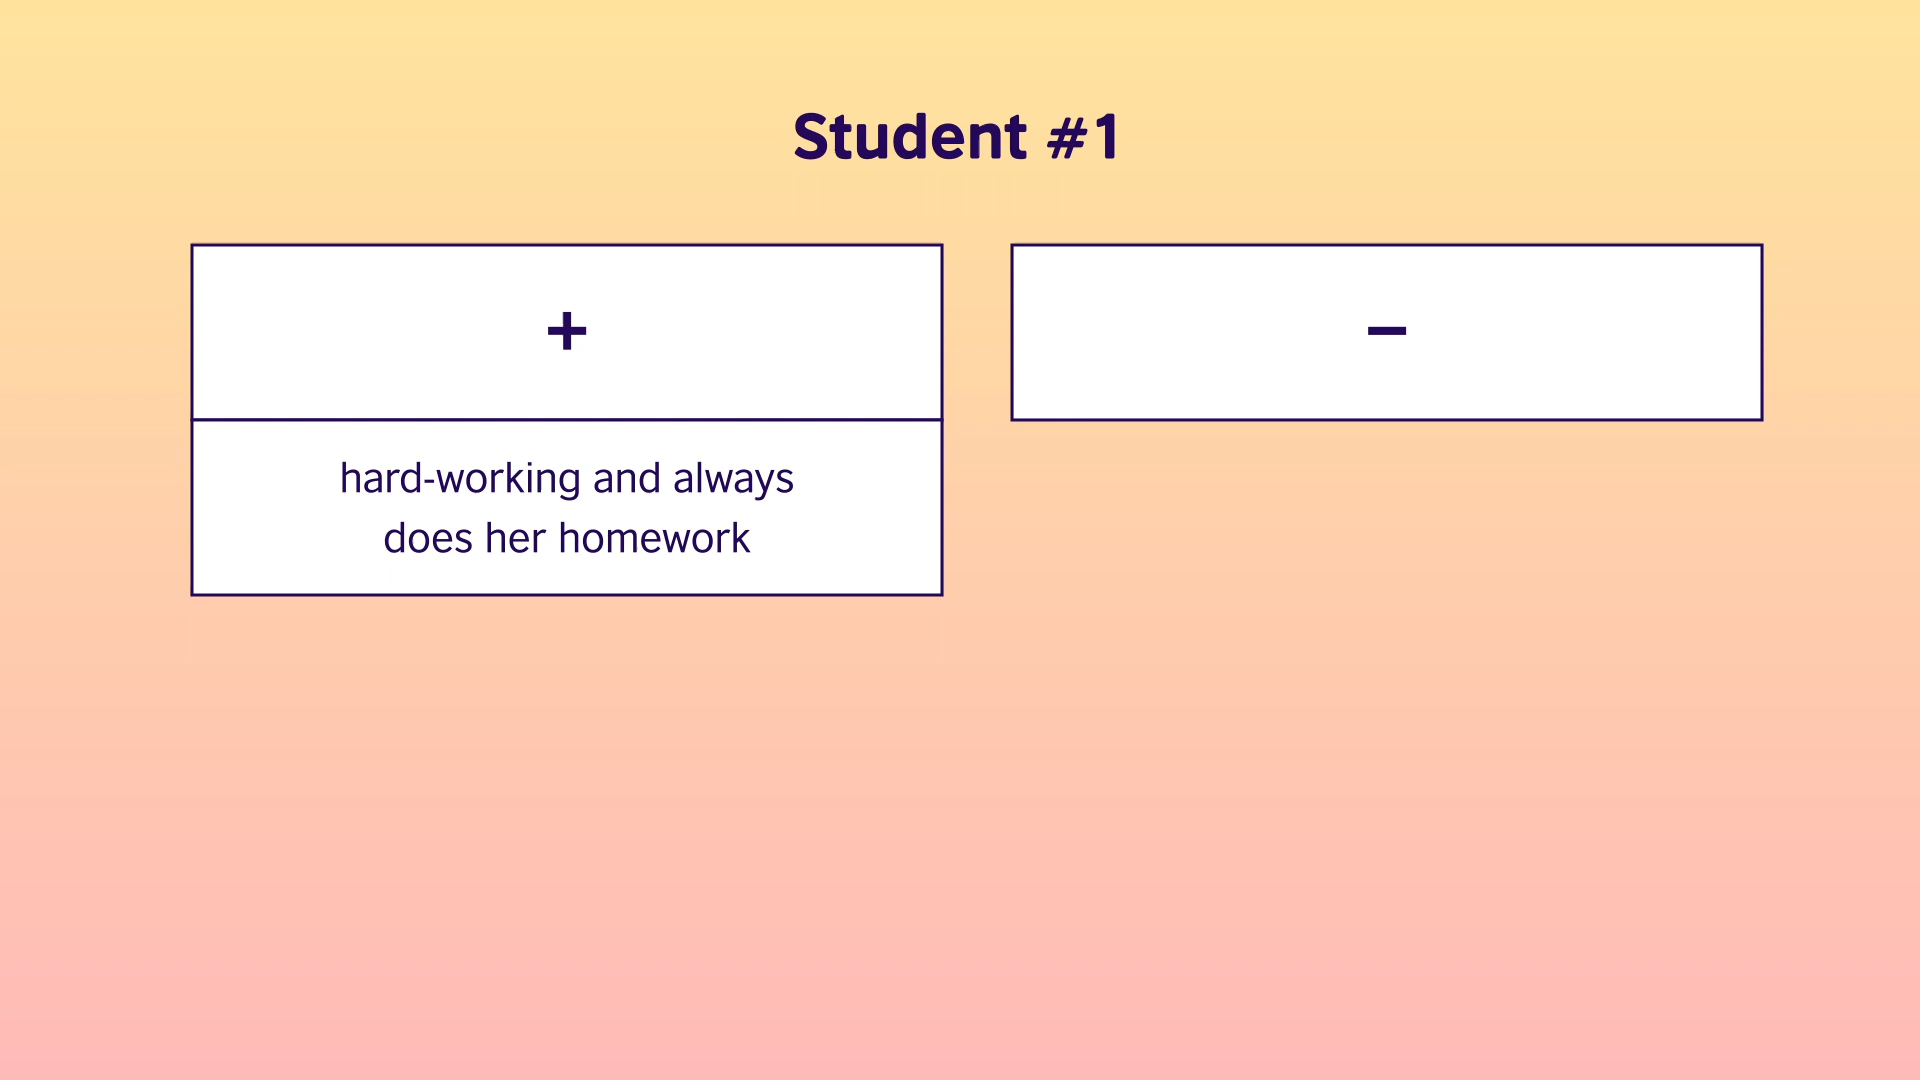 Student #1
+
−
hard-working and always
does her homework